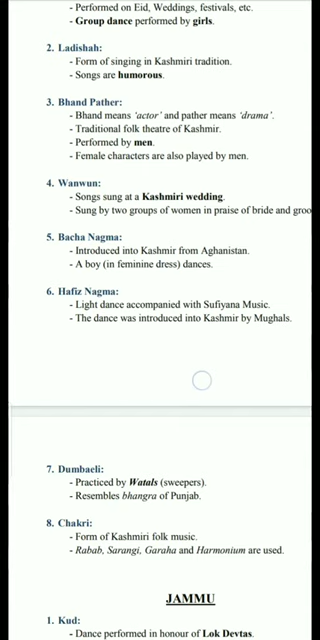 - Performed on Eid, Weddings, festivals, etc.
- Group dance performed by girls.
2. Ladishah:
- Form of singing in Kashmiri tradition.
- Songs are humorous.
3. Bhand Pather:
- Bhand means ‘actor’ and pather means ‘drama’.
- Traditional folk theatre of Kashmir.
- Performed by men.
- Female characters are also played by men.
4. Wanwun:
- Songs sung at a Kashmiri wedding.
- Sung by two groups of women in praise of bride and groo
5. Bacha Nagma:
- Introduced into Kashmir from Aghanistan.
- A boy (in feminine dress) dances.
6. Hafiz Nagma:
- Light dance accompanied with Sufiyana Music.
- The dance was introduced into Kashmir by Mughals.
7. Dumbaeli:
- Practiced by Watals (sweepers).
- Resembles bhangra of Punjab.
8. Chakri:
- Form of Kashmiri folk music.
- Rabab, Sarangi, Garaha and Harmonium are used.
JAMMU
1. Kud:
- Dance performed in honour of Lok Devtas.